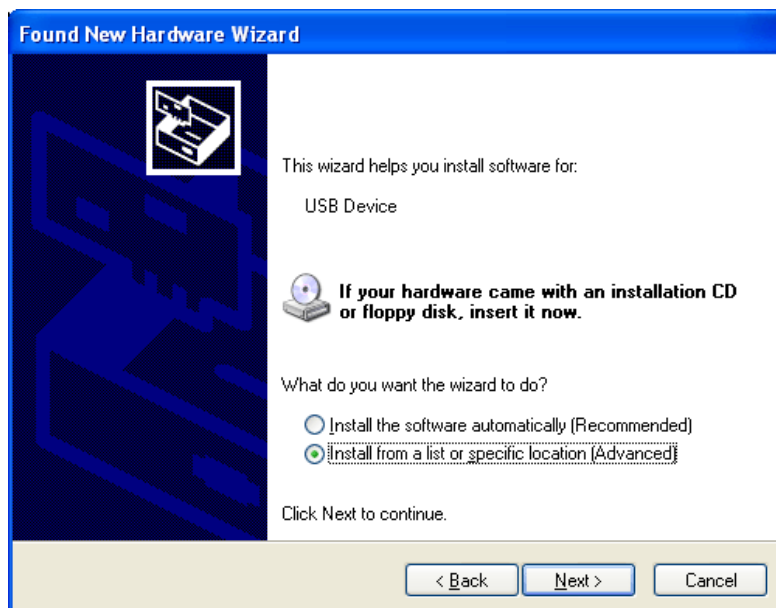 Found New Hardware Wizard
This wizard helps you install software for:
USB Device
If your hardware came with an installation CD
or floppy disk, insert it now.
What do you want the wizard to do?
Install the software automatically (Recommended)
Install from a list or specific location (Advanced)
Click Next to continue.
< Back
Next >
Cancel